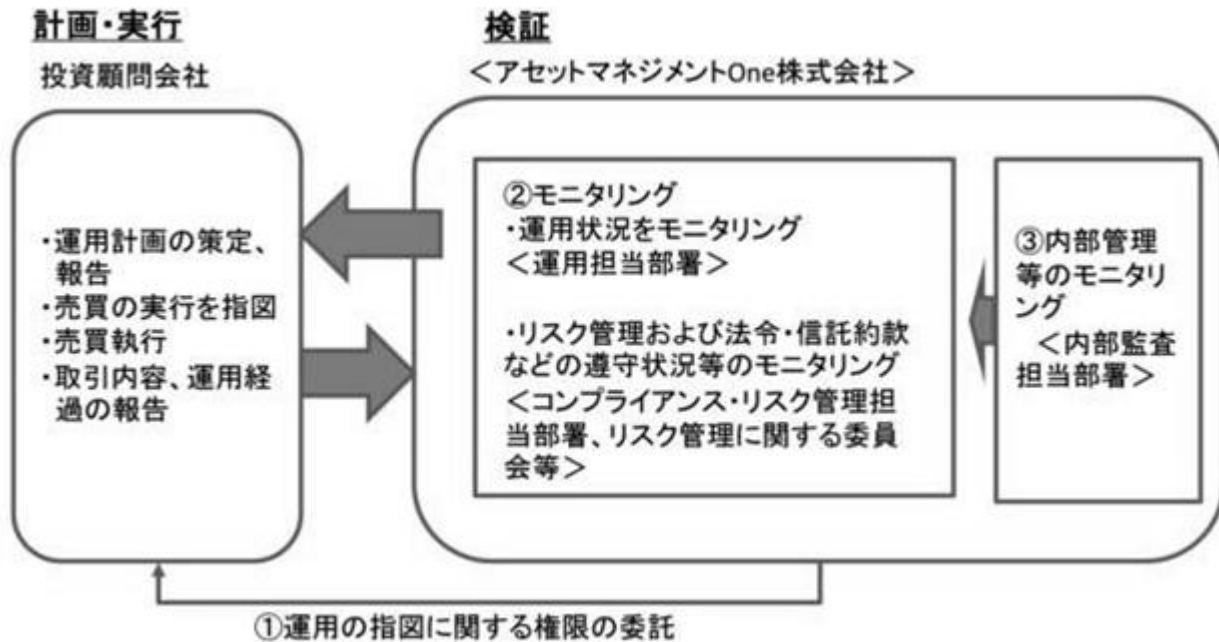 計画・実行
投資顧問会社
・運用計画の策定、
報告
・売買の実行を指図
・売買執行
・取引内容、運用経
過の報告
検証
＜アセットマネジメントOne株式会社＞
②モニタリング
・運用状況をモニタリング
＜運用担当部署＞
・リスク管理および法令・信託約款
などの遵守状況等のモニタリング
＜コンプライアンス・リスク管理担
当部署、リスク管理に関する委員
会等＞
③内部管理
等のモニタリ
ング
＜内部監査
担当部署＞
①運用の指図に関する権限の委託